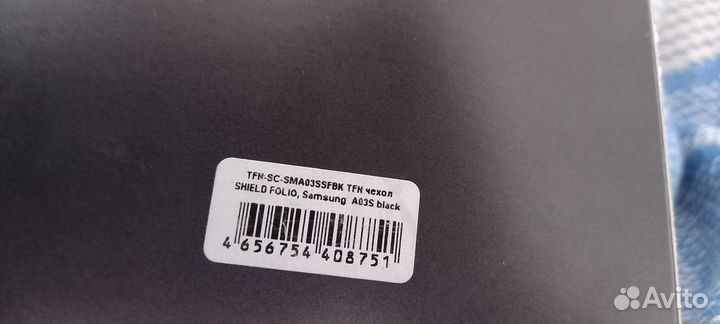 TFN-SC-SMA03SSFBK TFN чехол
SHIELD FOLIO, Samsung A03S black
4 656754 408751
Avito